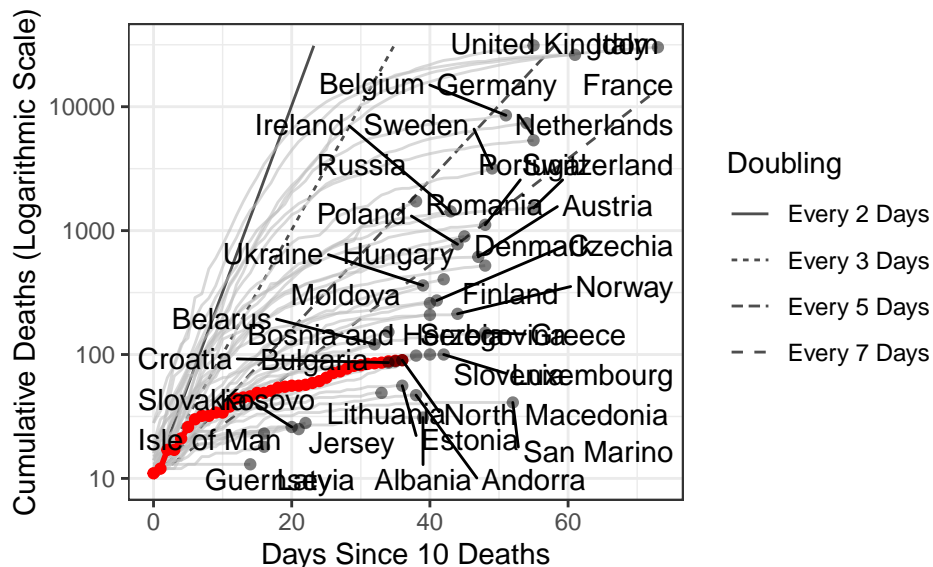 Cumulative Deaths (Logarithmic Scale)
10000
1000
100
10
United Kingdom
Italy
Belgium
Germany
France
Ireland
Sweden
Netherlands
Russia
Portugal
Switzerland
Poland
Romania
Austria
Ukraine
Hungary
Denmark
Czechia
Moldova
Finland
Norway
Belarus
Bosnia and Herzegovina
Serbia
Greece
Croatia
Bulgaria
Slovenia
Luxembourg
Slovakia
Kosovo
Lithuania
North Macedonia
Isle of Man
Jersey
Estonia
San Marino
Guernsey
Latvia
Albania
Andorra
0
20
40
60
Days Since 10 Deaths
Doubling
Every 2 Days
Every 3 Days
Every 5 Days
Every 7 Days